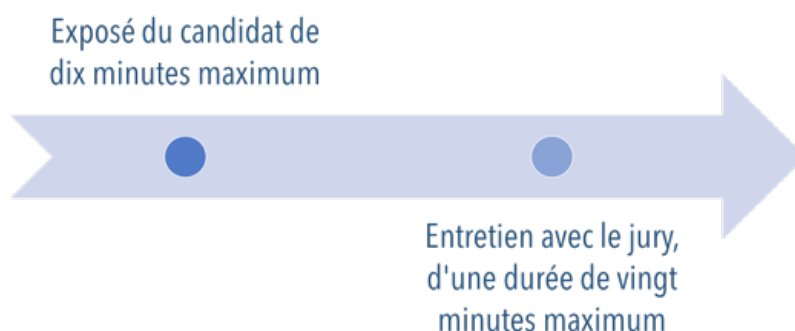 Exposé du candidat de
dix minutes maximum
Entretien avec le jury,
d'une durée de vingt
minutes maximum